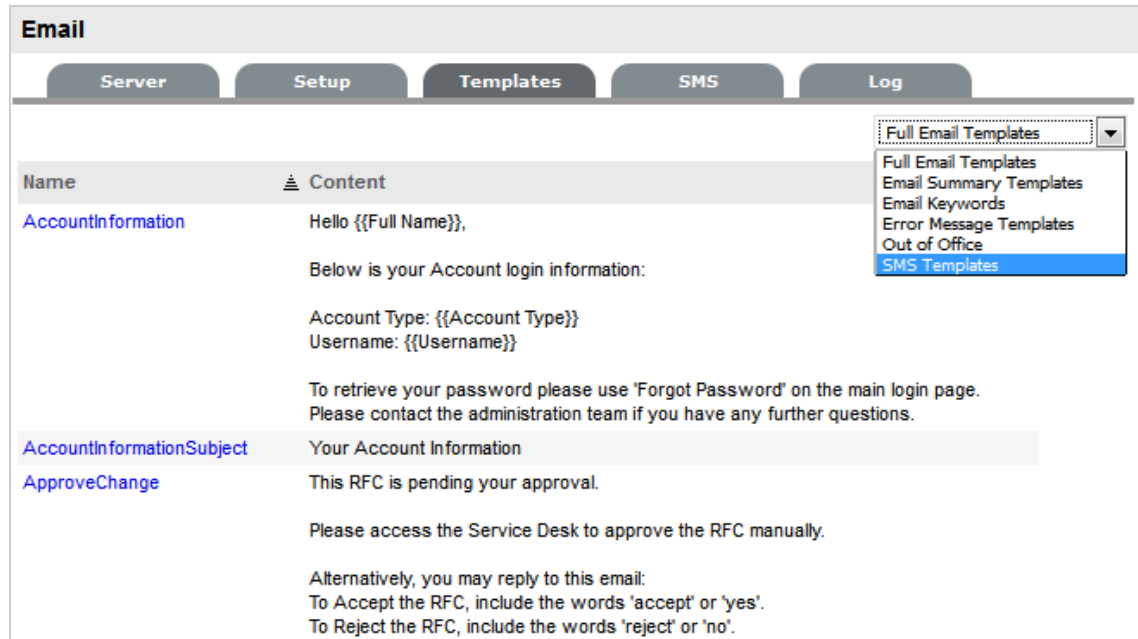 Email
Server Setup Templates SMS Log
Full Email Templates
Full Email Templates
Email Summary Templates
Email Keywords
Error Message Templates
Out of Office
SMS Templates
Name Content
AccountInformation Hello {{Full Name}},
Below is your Account login information:
Account Type: {{Account Type}}
Username: {{Username}}
To retrieve your password please use 'Forgot Password' on the main login page.
Please contact the administration team if you have any further questions.
AccountInformationSubject Your Account Information
ApproveChange This RFC is pending your approval.
Please access the Service Desk to approve the RFC manually.
Alternatively, you may reply to this email:
To Accept the RFC, include the words 'accept' or 'yes'.
To Reject the RFC, include the words 'reject' or 'no'.